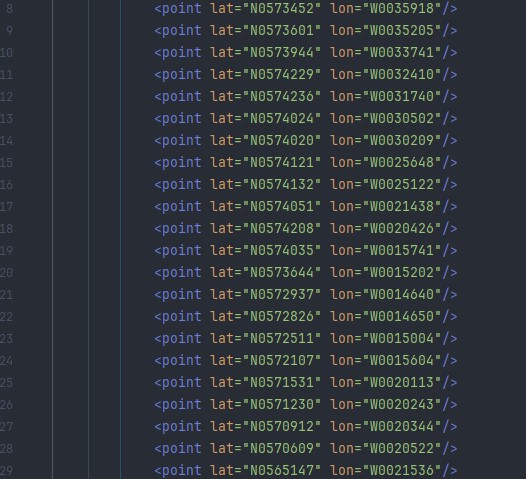 8 <point lat="N0573452" lon="W0035918"/>
9 <point lat="N0573601" lon="W0035205"/>
10 <point lat="N0573944" lon="W0033741"/>
11 <point lat="N0574229" lon="W0032410"/>
12 <point lat="N0574236" lon="W0031740"/>
13 <point lat="N0574024" lon="W0030502"/>
14 <point lat="N0574020" lon="W0030209"/>
15 <point lat="N0574121" lon="W0025648"/>
16 <point lat="N0574132" lon="W0025122"/>
17 <point lat="N0574051" lon="W0021438"/>
18 <point lat="N0574208" lon="W0020426"/>
19 <point lat="N0574035" lon="W0015741"/>
20 <point lat="N0573644" lon="W0015202"/>
21 <point lat="N0572937" lon="W0014640"/>
22 <point lat="N0572826" lon="W0014650"/>
23 <point lat="N0572511" lon="W0015004"/>
24 <point lat="N0572107" lon="W0015604"/>
25 <point lat="N0571531" lon="W0020113"/>
26 <point lat="N0571230" lon="W0020243"/>
27 <point lat="N0570912" lon="W0020344"/>
28 <point lat="N0570609" lon="W0020522"/>
29 <point lat="N0565147" lon="W0021536"/>